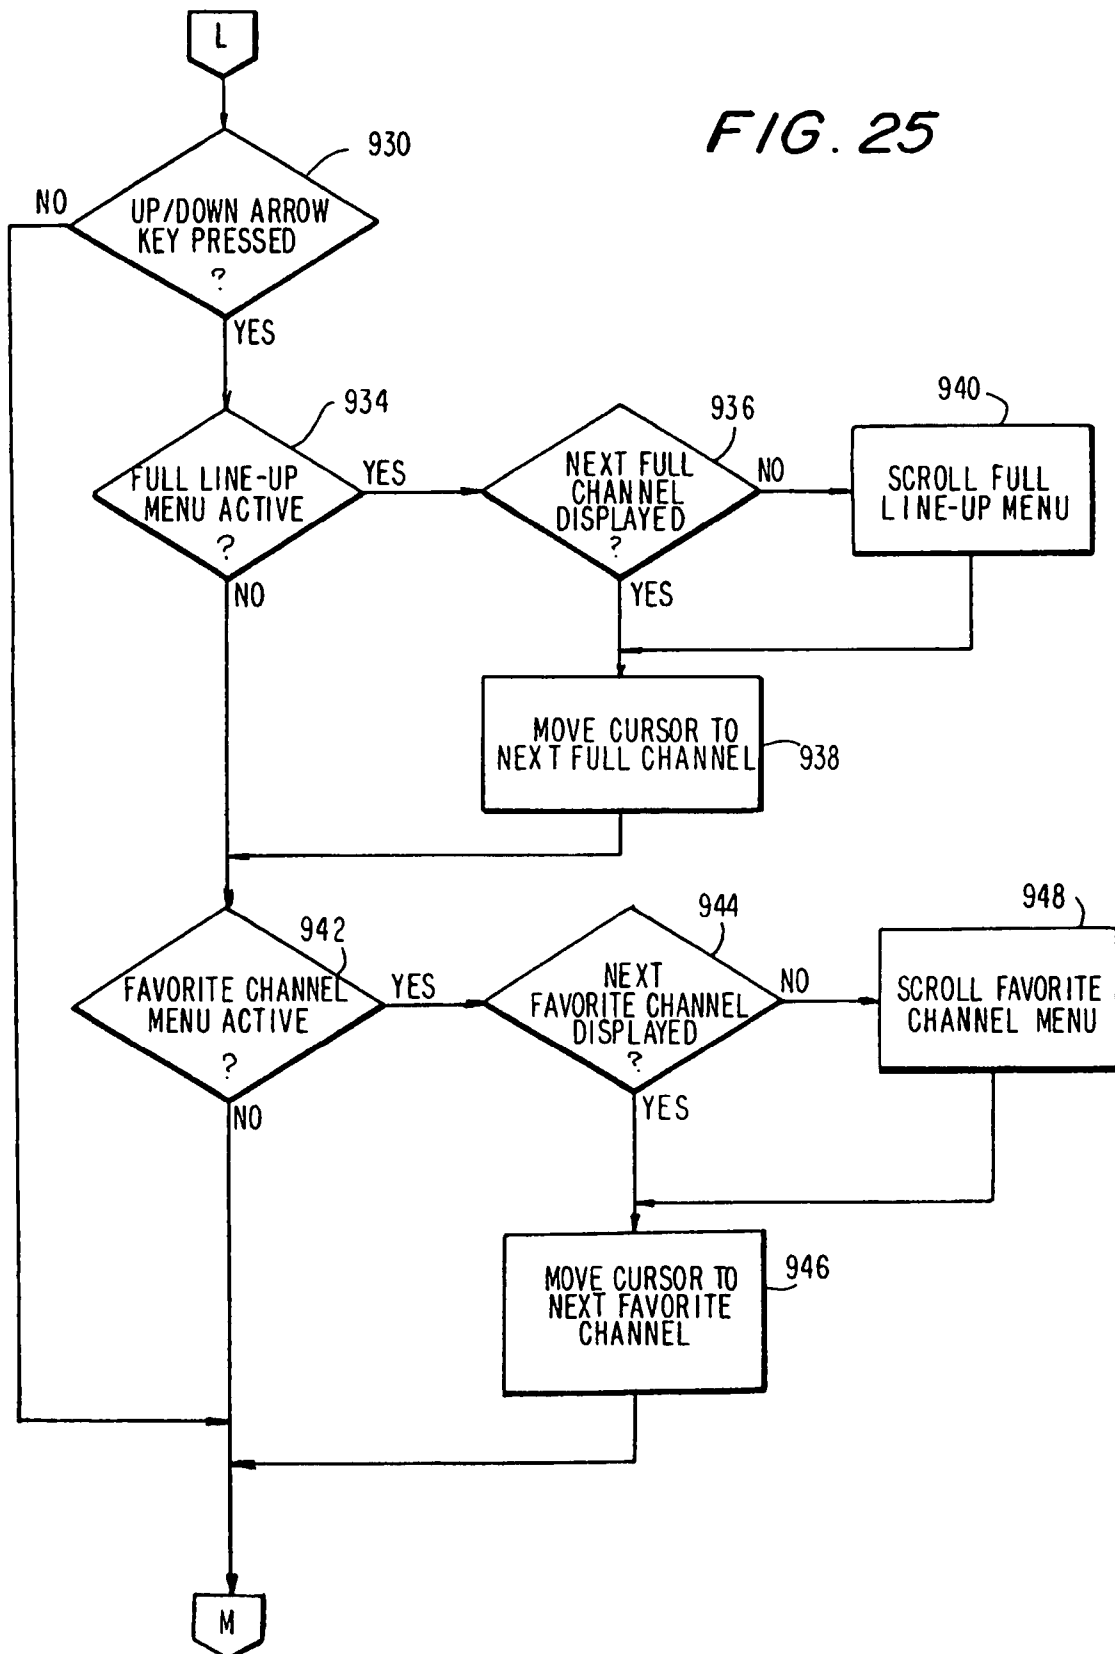 L
FIG. 25
930
NO
UP/DOWN ARROW
KEY PRESSED
?
YES
934
FULL LINE-UP
MENU ACTIVE
?
YES
NO
936
NEXT FULL
CHANNEL
DISPLAYED
?
NO
YES
940
SCROLL FULL
LINE-UP MENU
MOVE CURSOR TO
NEXT FULL CHANNEL
938
942
FAVORITE CHANNEL
MENU ACTIVE
?
YES
NO
944
NEXT
FAVORITE CHANNEL
DISPLAYED
?
NO
YES
948
SCROLL FAVORITE
CHANNEL MENU
MOVE CURSOR TO
NEXT FAVORITE
CHANNEL
946
M